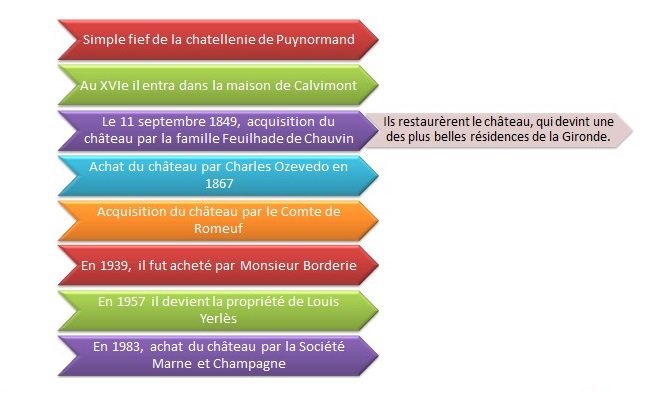 Simple fief de la chatellenie de Puynormand
Au XVIe il entra dans la maison de Calvimont
Le 11 septembre 1849, acquisition du
château par la famille Feuilhade de Chauvin
Ils restaurèrent le château, qui devint une
des plus belles résidences de la Gironde.
Achat du château par Charles Ozevedo en
1867
Acquisition du château par le Comte de
Romeuf
En 1939, il fut acheté par Monsieur Borderie
En 1957 il devient la propriété de Louis
Yerlès
En 1983, achat du château par la Société
Marne et Champagne